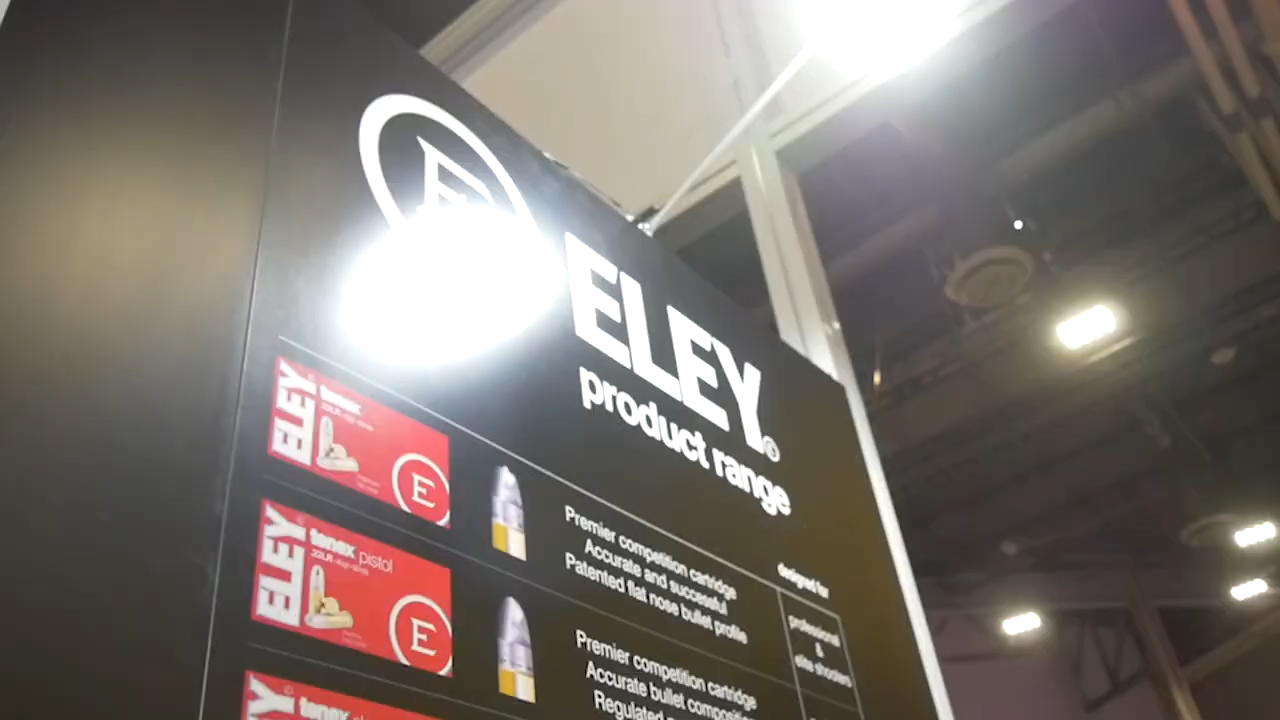 E
ELEY®
product range
ELEY
tenex
E
Premier competition cartridge
Accurate and successful
Patented flat nose bullet profile
designed for
professional
&
elite shooters
ELEY
tenex pistol
E
Premier competition cartridge
Accurate bullet composition
Regulated
tenex